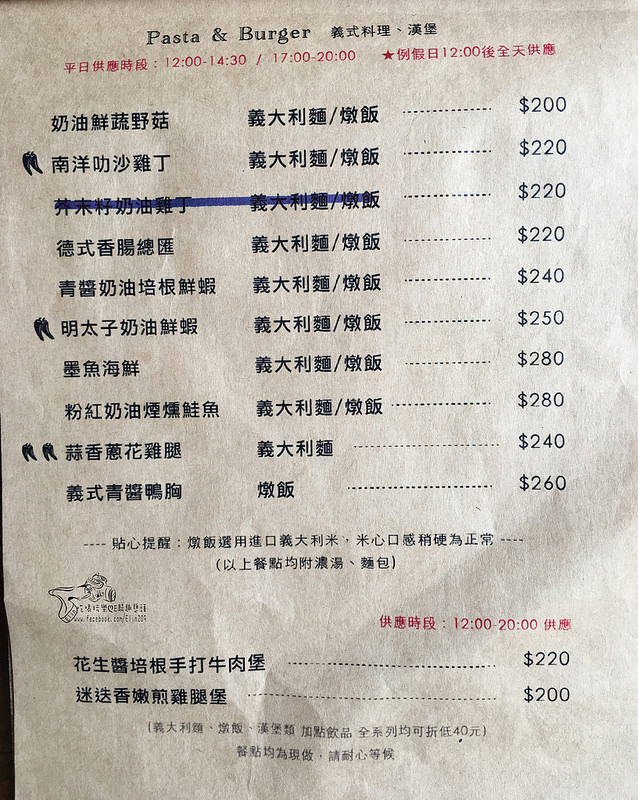 Pasta & Burger 義式料理、漢堡
平日供應時段：12:00-14:30 / 17:00-20:00 ★例假日12:00後全天供應
奶油鮮蔬野菇 義大利麵/燉飯 $200
南洋叻沙雞丁 義大利麵/燉飯 $220
芥末籽奶油雞丁 義大利麵/燉飯 $220
德式香腸總匯 義大利麵/燉飯 $220
青醬奶油培根鮮蝦 義大利麵/燉飯 $240
明太子奶油鮮蝦 義大利麵/燉飯 $250
墨魚海鮮 義大利麵/燉飯 $280
粉紅奶油煙燻鮭魚 義大利麵/燉飯 $280
蒜香蔥花雞腿 義大利麵 $240
義式青醬鴨胸 燉飯 $260
---- 貼心提醒：燉飯選用進口義大利米，米心口感稍硬為正常 ----
(以上餐點均附濃湯、麵包)
www.facebook.com/Elin204
供應時段：12:00-20:00 供應
花生醬培根手打牛肉堡 $220
迷迭香嫩煎雞腿堡 $200
(義大利麵、燉飯、漢堡類 加點飲品 全系列均可折低40元)
餐點均為現做，請耐心等候